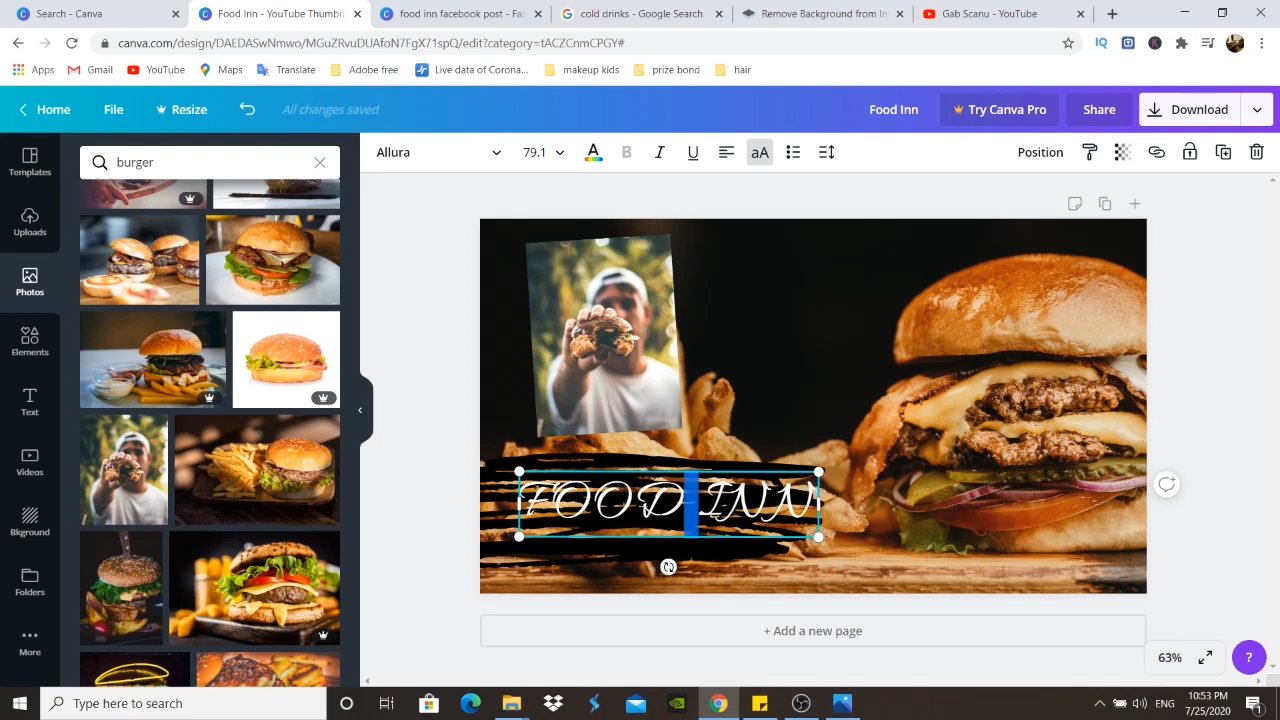 Search - Canva
Food Inn - YouTube Thumbn
food inn facebook post - Fac
cold drinks - Google Search
Remove Background from Im
Gab Scanu - YouTube
canva.com/design/DAEDASwNmwo/MGuZRvuDUAfoN7FgX71spQ/edit?category=tACZCnmCPGY#
IQ
K
Apps
Gmail
YouTube
Maps
Translate
Adobe free
Live data of Corona...
makeup kids
prize bond
hair
Home
File
Resize
All changes saved
Food Inn
Try Canva Pro
Share
Download
Templates
Uploads
Photos
Elements
Text
Videos
Bkground
Folders
More
burger
Allura
79.1
A
B
I
U
aA
Position
FOOD INN
+ Add a new page
63%
?
Type here to search
ENG
10:53 PM
7/25/2020
1